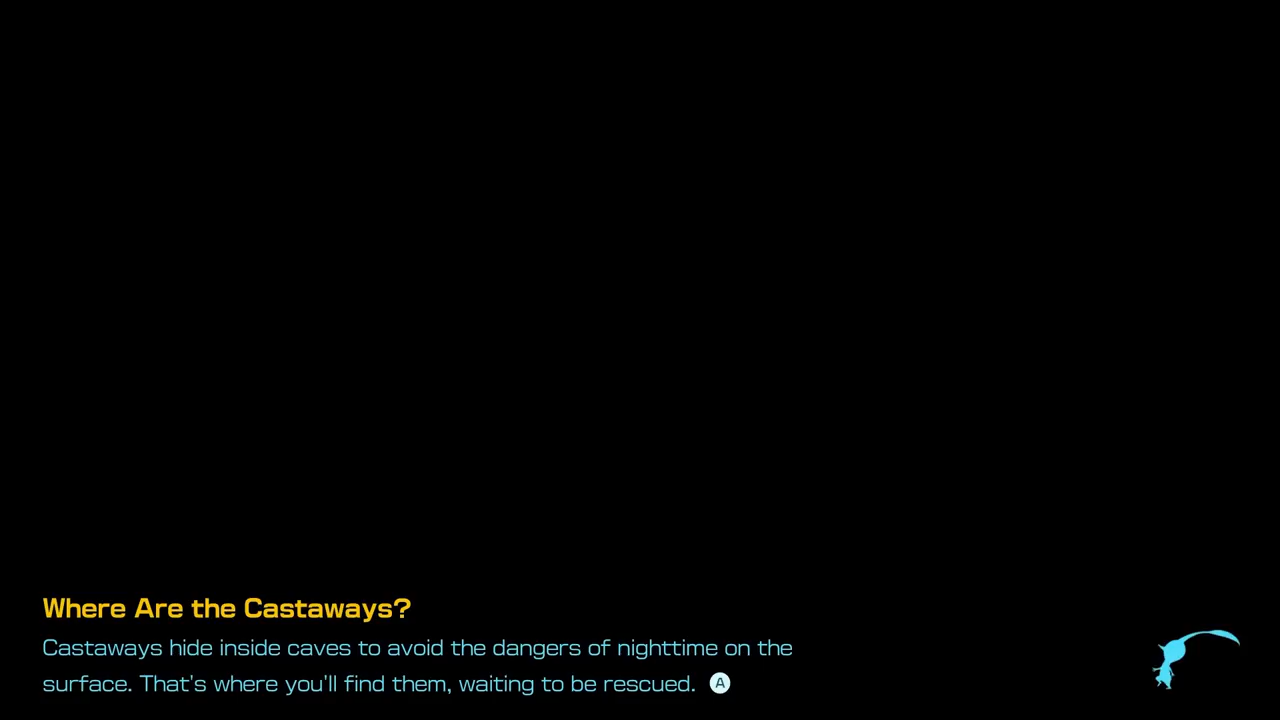 Where Are the Castaways?
Castaways hide inside caves to avoid the dangers of nighttime on the
surface. That's where you'll find them, waiting to be rescued. A